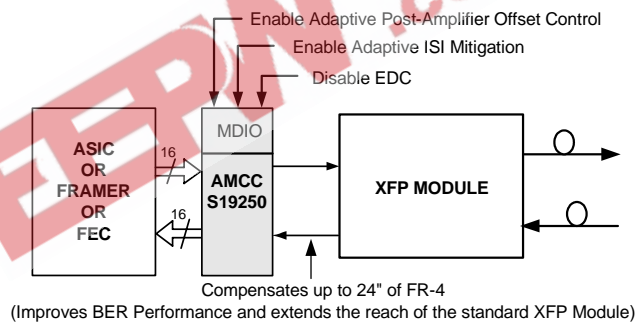 Enable Adaptive Post-Amplifier Offset Control
Enable Adaptive ISI Mitigation
Disable EDC
MDIO
ASIC
OR
FRAMER
OR
FEC
16
16
AMCC
S19250
XFP MODULE
Compensates up to 24" of FR-4
(Improves BER Performance and extends the reach of the standard XFP Module)
EEPW.co